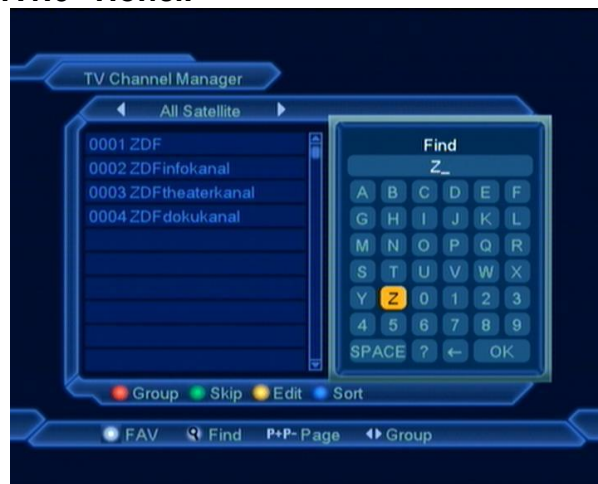 TV Channel Manager
All Satellite
0001 ZDF
0002 ZDFinfokanal
0003 ZDFtheaterkanal
0004 ZDFdokukanal
Find
Z_
A B C D E F
G H I J K L
M N O P Q R
S T U V W X
Y Z 0 1 2 3
4 5 6 7 8 9
SPACE ? ← OK
Group Skip Edit Sort
FAV Find P+P- Page Group